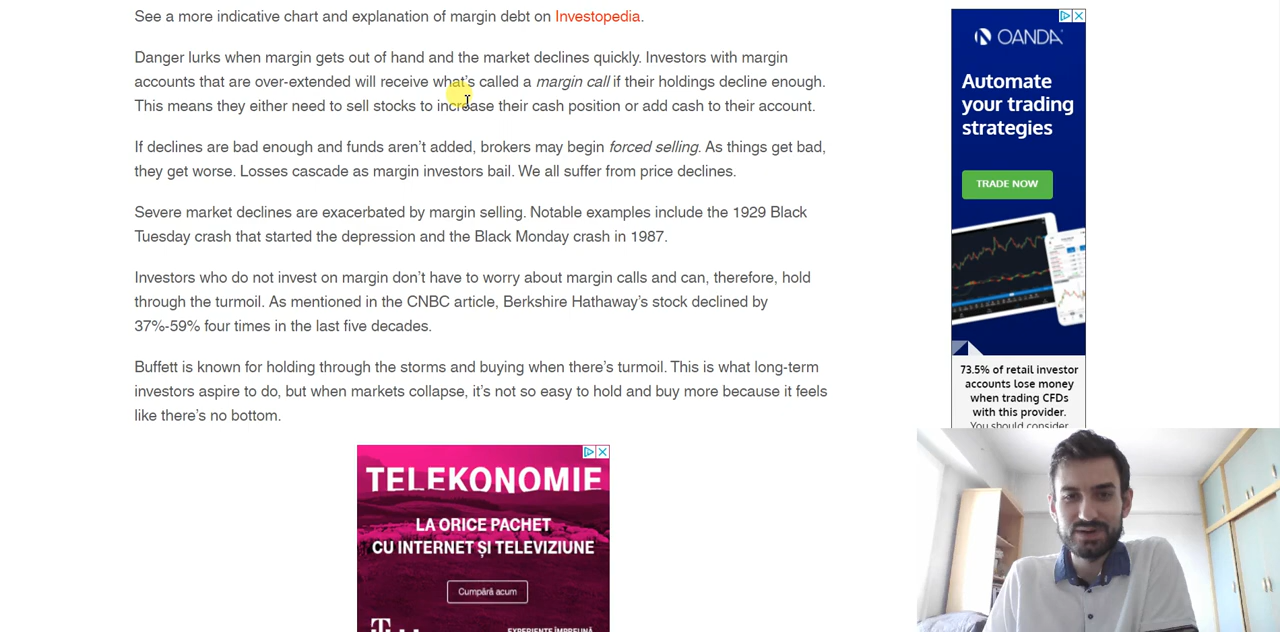 See a more indicative chart and explanation of margin debt on Investopedia.
Danger lurks when margin gets out of hand and the market declines quickly. Investors with margin
accounts that are over-extended will receive what's called a margin call if their holdings decline enough.
This means they either need to sell stocks to increase their cash position or add cash to their account.
If declines are bad enough and funds aren't added, brokers may begin forced selling. As things get bad,
they get worse. Losses cascade as margin investors bail. We all suffer from price declines.
Severe market declines are exacerbated by margin selling. Notable examples include the 1929 Black
Tuesday crash that started the depression and the Black Monday crash in 1987.
Investors who do not invest on margin don't have to worry about margin calls and can, therefore, hold
through the turmoil. As mentioned in the CNBC article, Berkshire Hathaway's stock declined by
37%-59% four times in the last five decades.
Buffett is known for holding through the storms and buying when there's turmoil. This is what long-term
investors aspire to do, but when markets collapse, it's not so easy to hold and buy more because it feels
like there's no bottom.
TELEKONOMIE
LA ORICE PACHET
CU INTERNET ȘI TELEVIZIUNE
Cumpără acum
EXPERIENȚE ÎMPREUNĂ
OANDA
Automate
your trading
strategies
TRADE NOW
73.5% of retail investor
accounts lose money
when trading CFDs
with this provider.
You should consider